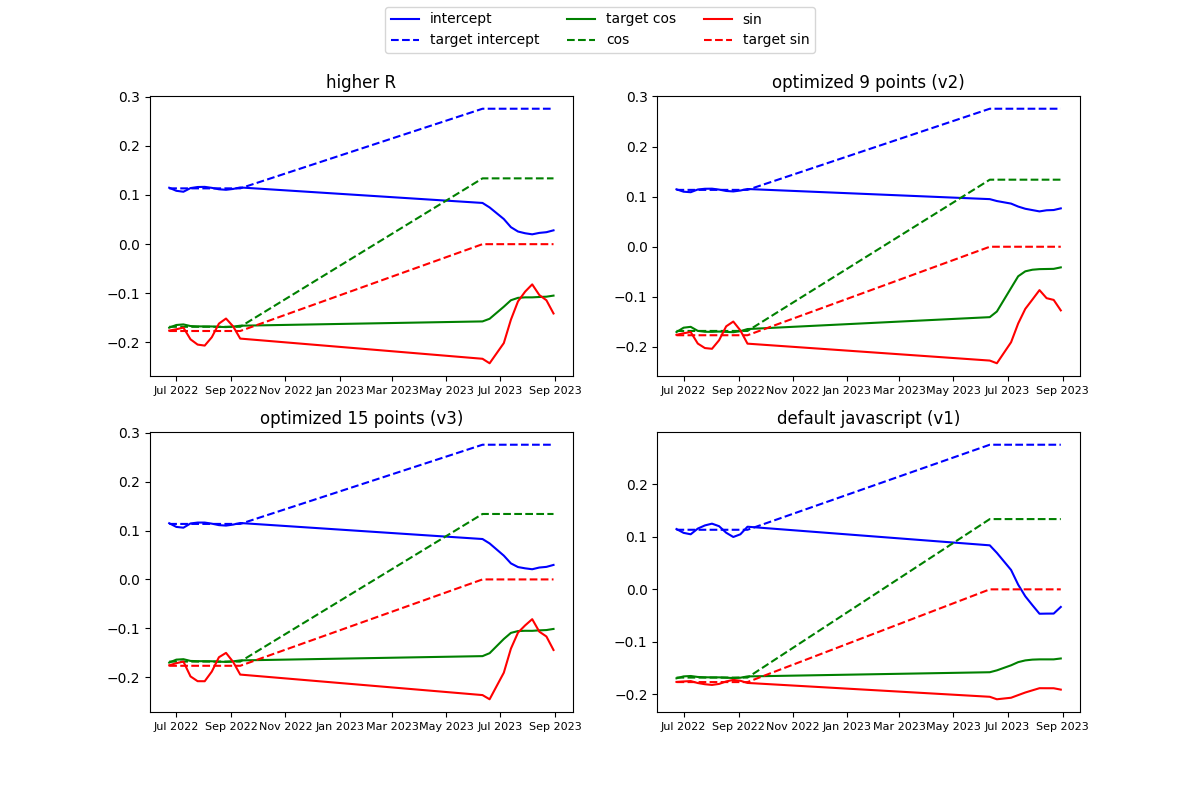 intercept target cos sin
target intercept cos target sin
higher R
0.3
0.2
0.1
0.0
−0.1
−0.2
Jul 2022 Sep 2022 Nov 2022 Jan 2023 Mar 2023 May 2023 Jul 2023 Sep 2023
optimized 9 points (v2)
0.3
0.2
0.1
0.0
−0.1
−0.2
Jul 2022 Sep 2022 Nov 2022 Jan 2023 Mar 2023 May 2023 Jul 2023 Sep 2023
optimized 15 points (v3)
0.3
0.2
0.1
0.0
−0.1
−0.2
Jul 2022 Sep 2022 Nov 2022 Jan 2023 Mar 2023 May 2023 Jul 2023 Sep 2023
default javascript (v1)
0.2
0.1
0.0
−0.1
−0.2
Jul 2022 Sep 2022 Nov 2022 Jan 2023 Mar 2023 May 2023 Jul 2023 Sep 2023